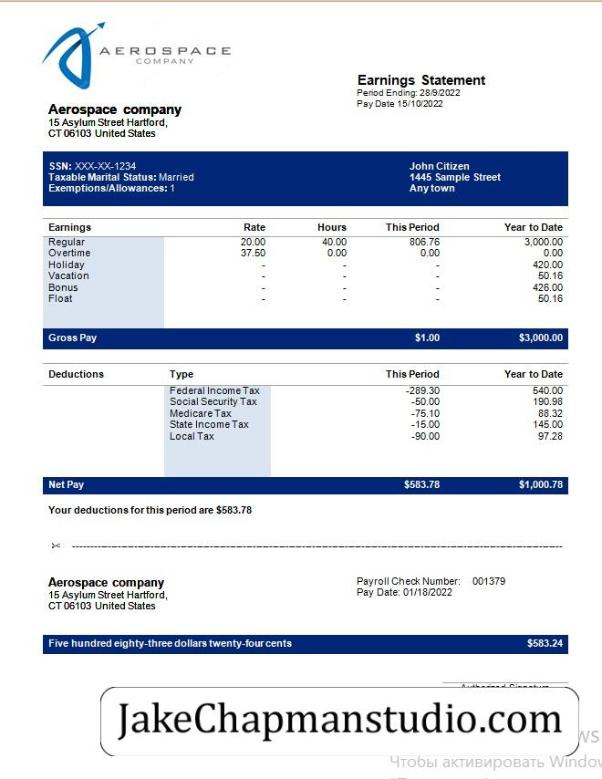 AEROSPACE
COMPANY
Earnings Statement
Period Ending: 28/9/2022
Pay Date 15/10/2022
Aerospace company
15 Asylum Street Hartford,
CT 06103 United States
SSN: XXX-XX-1234 John Citizen
Taxable Marital Status: Married 1445 Sample Street
Exemptions/Allowances: 1 Any town
Earnings Rate Hours This Period Year to Date
Regular 20.00 40.00 806.76 3,000.00
Overtime 37.50 0.00 0.00 0.00
Holiday - - - 420.00
Vacation - - - 50.16
Bonus - - - 426.00
Float - - - 50.16
Gross Pay $1.00 $3,000.00
Deductions Type This Period Year to Date
Federal Income Tax -289.30 540.00
Social Security Tax -50.00 190.98
Medicare Tax -75.10 88.32
State Income Tax -15.00 145.00
Local Tax -90.00 97.28
Net Pay $583.78 $1,000.78
Your deductions for this period are $583.78
Aerospace company Payroll Check Number: 001379
15 Asylum Street Hartford, Pay Date: 01/18/2022
CT 06103 United States
Five hundred eighty-three dollars twenty-four cents $583.24
Authorized Signature
JakeChapmanstudio.com
Чтобы активировать Window